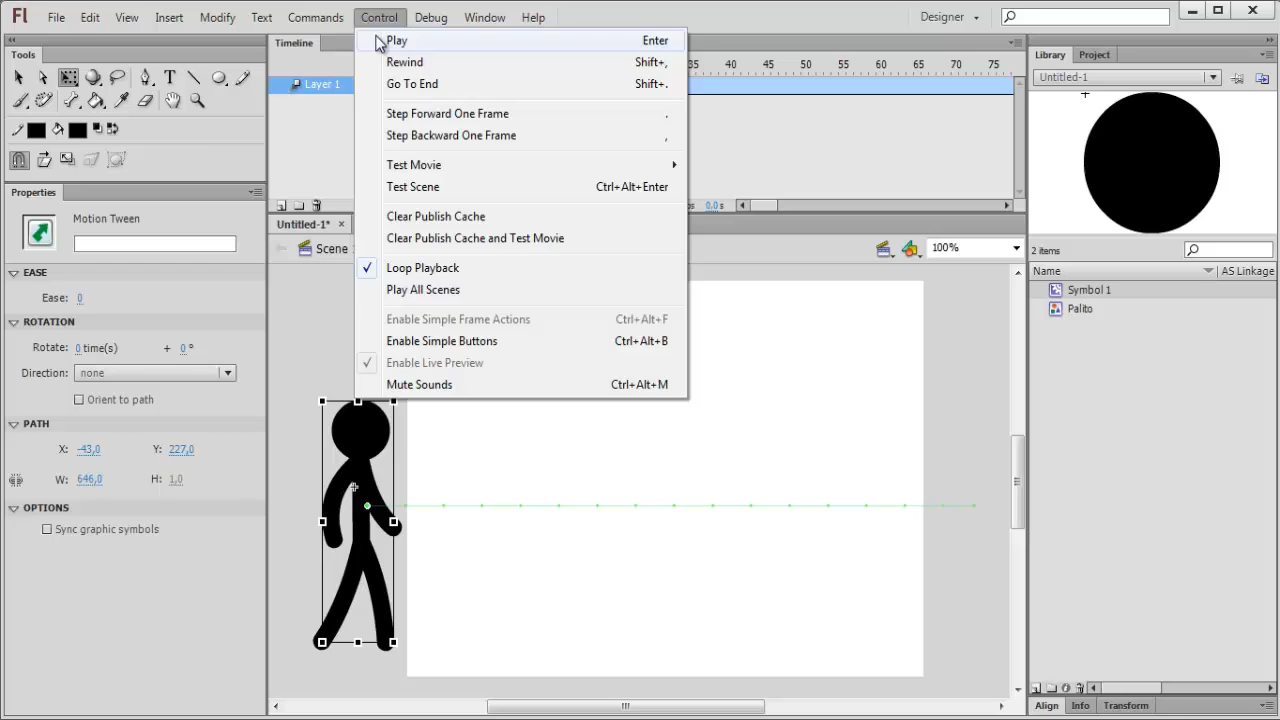 Fl File Edit View Insert Modify Text Commands Control Debug Window Help Designer
Tools
Timeline
Layer 1
35 40 45 50 55 60 65 70 75
0.0s
Play Enter
Rewind Shift+,
Go To End Shift+.
Step Forward One Frame .
Step Backward One Frame ,
Test Movie
Test Scene Ctrl+Alt+Enter
Clear Publish Cache
Clear Publish Cache and Test Movie
Loop Playback
Play All Scenes
Enable Simple Frame Actions Ctrl+Alt+F
Enable Simple Buttons Ctrl+Alt+B
Enable Live Preview
Mute Sounds Ctrl+Alt+M
Properties
Motion Tween
EASE
Ease: 0
ROTATION
Rotate: 0 time(s) + 0 °
Direction: none
Orient to path
PATH
X: -43,0 Y: 227,0
W: 646,0 H: 1,0
OPTIONS
Sync graphic symbols
Untitled-1*
Scene
100%
Library Project
Untitled-1
2 items
Name AS Linkage
Symbol 1
Palito
Align Info Transform